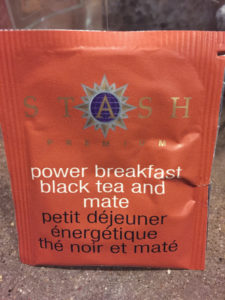 STASH
PREMIUM
power breakfast
black tea and
mate
petit déjeuner
énergétique
thé noir et maté